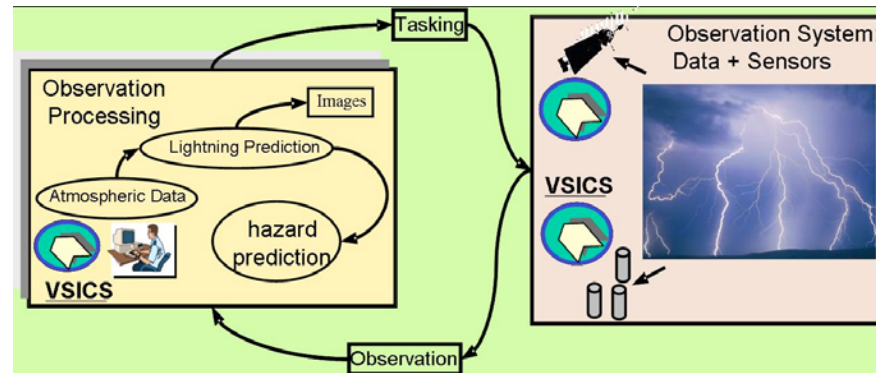 Tasking
Observation
Processing
Images
Lightning Prediction
Atmospheric Data
hazard
prediction
VSICS
Observation System:
Data + Sensors
VSICS
Observation